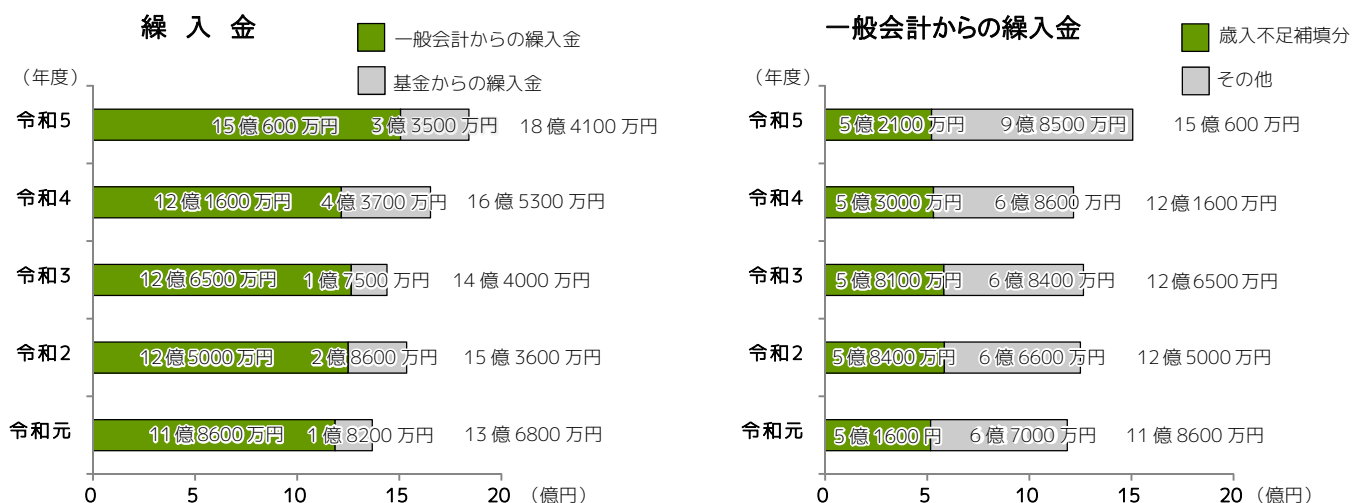 繰 入 金
一般会計からの繰入金
基金からの繰入金
（年度）
令和5 15億600万円 3億3500万円 18億4100万円
令和4 12億1600万円 4億3700万円 16億5300万円
令和3 12億6500万円 1億7500万円 14億4000万円
令和2 12億5000万円 2億8600万円 15億3600万円
令和元 11億8600万円 1億8200万円 13億6800万円
0 5 10 15 20 （億円）
一般会計からの繰入金
歳入不足補填分
その他
（年度）
令和5 5億2100万円 9億8500万円 15億600万円
令和4 5億3000万円 6億8600万円 12億1600万円
令和3 5億8100万円 6億8400万円 12億6500万円
令和2 5億8400万円 6億6600万円 12億5000万円
令和元 5億1600円 6億7000万円 11億8600万円
0 5 10 15 20 （億円）